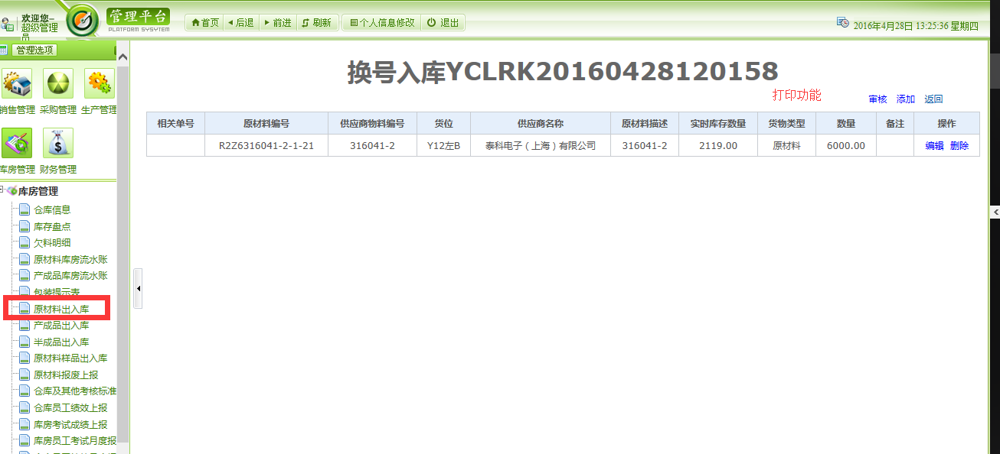 欢迎您–
超级管理
员
管理平台
PLATFORM SYSYTEM
首页 后退 前进 刷新 个人信息修改 退出
2016年4月28日 13:25:36 星期四
管理选项
销售管理 采购管理 生产管理
库房管理 财务管理
库房管理
仓库信息
库存盘点
欠料明细
原材料库房流水账
产成品库房流水账
包装提示表
原材料出入库
产成品出入库
半成品出入库
原材料样品出入库
原材料报废上报
仓库及其他考核标准
仓库员工绩效上报
库房考试成绩上报
库房员工考试月度报
换号入库YCLRK20160428120158
打印功能
审核 添加 返回
相关单号 原材料编号 供应商物料编号 货位 供应商名称 原材料描述 实时库存数量 货物类型 数量 备注 操作
R2Z6316041-2-1-21 316041-2 Y12左B 泰科电子（上海）有限公司 316041-2 2119.00 原材料 6000.00 编辑 删除